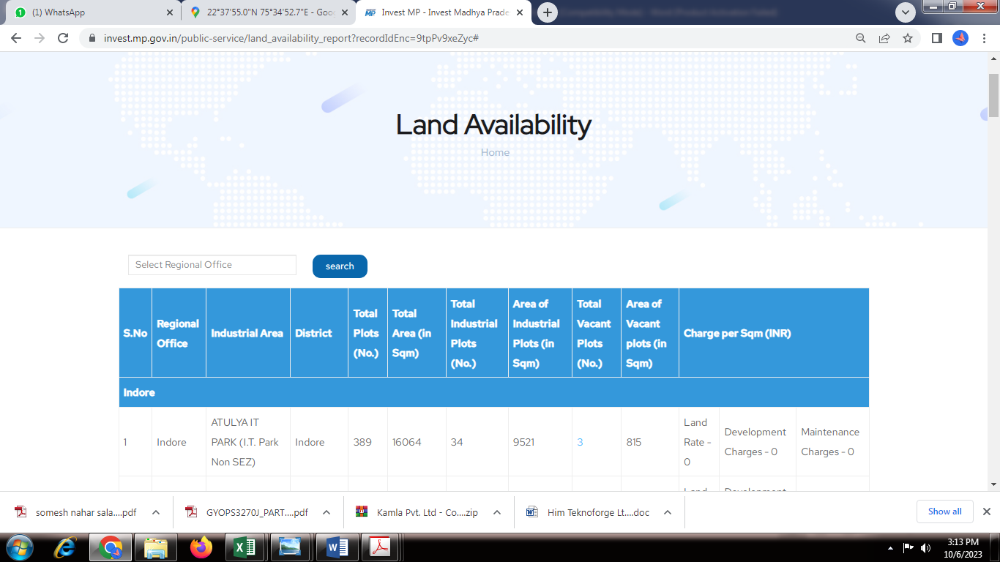 (1) WhatsApp
22°37'55.0"N 75°34'52.7"E - Goo
Invest MP - Invest Madhya Prade
invest.mp.gov.in/public-service/land_availability_report?recordIdEnc=9tpPv9xeZyc#
Land Availability
Home
Select Regional Office
search
S.No
Regional
Office
Industrial Area
District
Total
Plots
(No.)
Total
Area (in
Sqm)
Total
Industrial
Plots
(No.)
Area of
Industrial
Plots (in
Sqm)
Total
Vacant
Plots
(No.)
Area of
Vacant
plots (in
Sqm)
Charge per Sqm (INR)
Indore
1
Indore
ATULYA IT
PARK (I.T. Park
Non SEZ)
Indore
389
16064
34
9521
3
815
Land
Rate -
0
Development
Charges - 0
Maintenance
Charges - 0
Land
Development
somesh nahar sala....pdf
GYOPS3270J_PART....pdf
Kamla Pvt. Ltd - Co....zip
Him Teknoforge Lt....doc
Show all
3:13 PM
10/6/2023